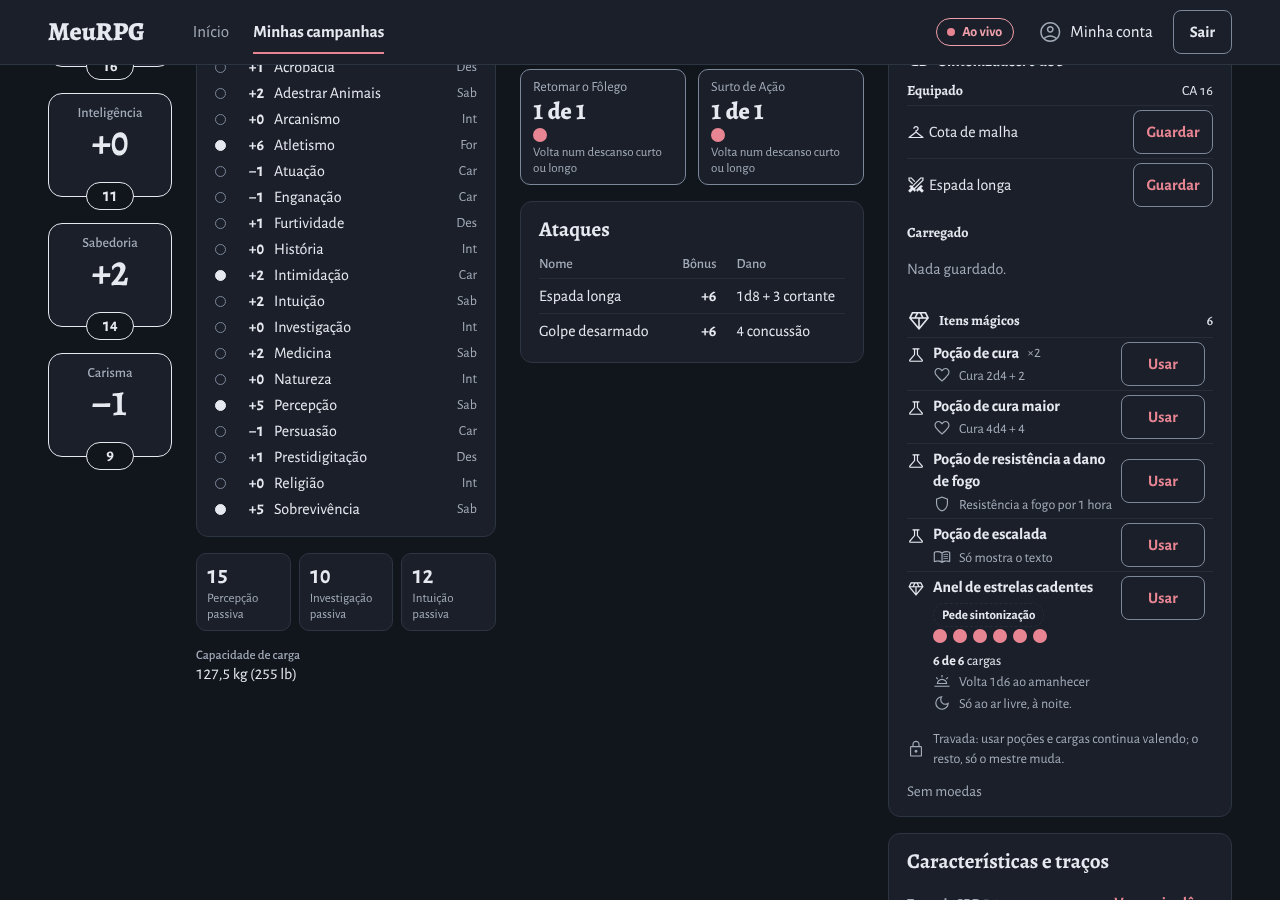 MeuRPG
Início
Minhas campanhas
Ao vivo
Minha conta
Sair
16
Inteligência
+0
11
Sabedoria
+2
14
Carisma
−1
9
+1 Acrobacia Des
+2 Adestrar Animais Sab
+0 Arcanismo Int
+6 Atletismo For
−1 Atuação Car
−1 Enganação Car
+1 Furtividade Des
+0 História Int
+2 Intimidação Car
+2 Intuição Sab
+0 Investigação Int
+2 Medicina Sab
+0 Natureza Int
+5 Percepção Sab
−1 Persuasão Car
+1 Prestidigitação Des
+0 Religião Int
+5 Sobrevivência Sab
15
Percepção
passiva
10
Investigação
passiva
12
Intuição
passiva
Capacidade de carga
127,5 kg (255 lb)
Retomar o Fôlego
1 de 1
Volta num descanso curto
ou longo
Surto de Ação
1 de 1
Volta num descanso curto
ou longo
Ataques
Nome Bônus Dano
Espada longa +6 1d8 + 3 cortante
Golpe desarmado +6 4 concussão
Equipado CA 16
Cota de malha Guardar
Espada longa Guardar
Carregado
Nada guardado.
Itens mágicos 6
Poção de cura ×2
Cura 2d4 + 2
Usar
Poção de cura maior
Cura 4d4 + 4
Usar
Poção de resistência a dano
de fogo
Resistência a fogo por 1 hora
Usar
Poção de escalada
Só mostra o texto
Usar
Anel de estrelas cadentes
Usar
Pede sintonização
6 de 6 cargas
Volta 1d6 ao amanhecer
Só ao ar livre, à noite.
Travada: usar poções e cargas continua valendo; o
resto, só o mestre muda.
Sem moedas
Características e traços